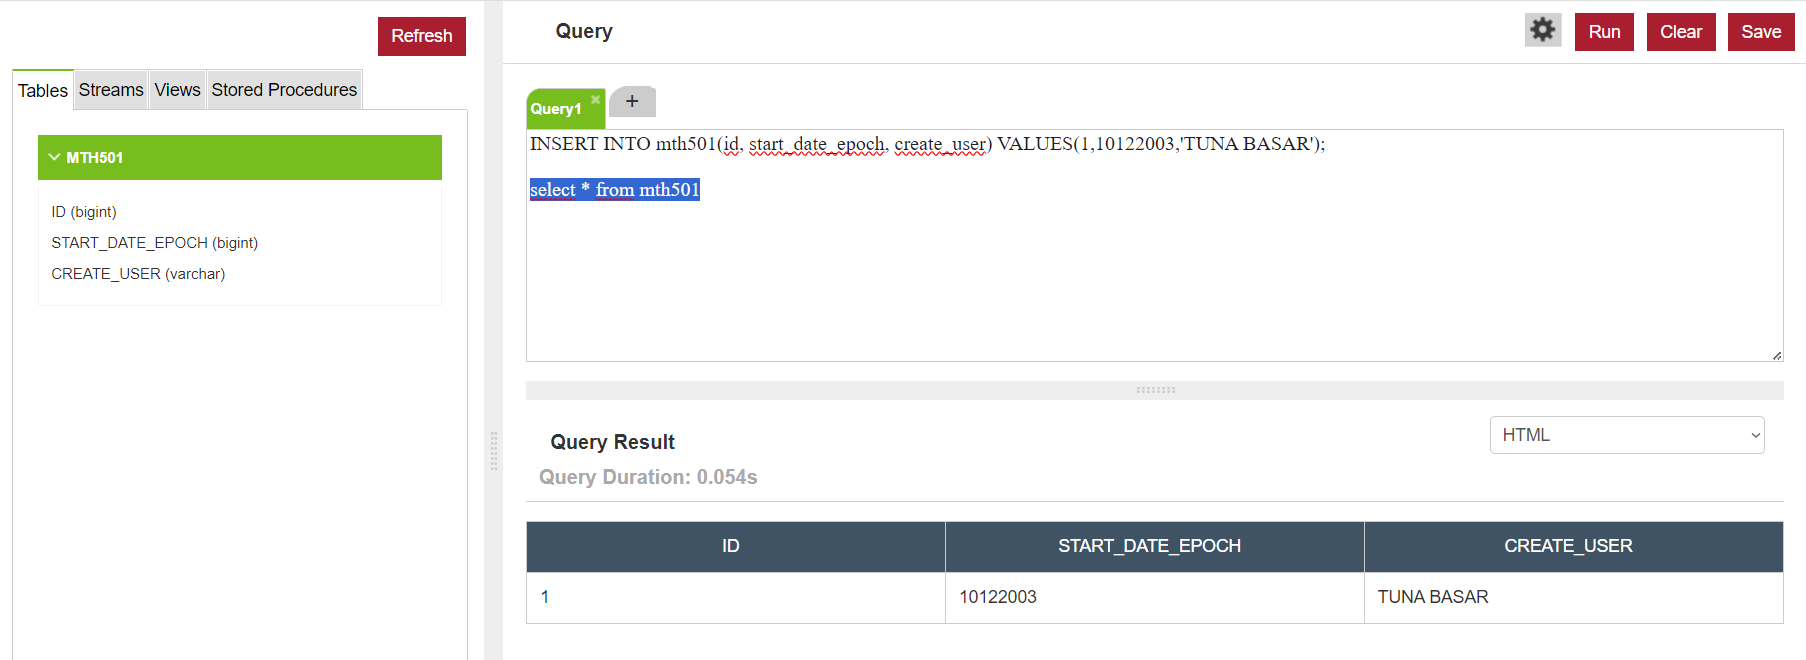 Refresh
Tables Streams Views Stored Procedures
MTH501
ID (bigint)
START_DATE_EPOCH (bigint)
CREATE_USER (varchar)
Query
Run Clear Save
Query1 × +
INSERT INTO mth501(id, start_date_epoch, create_user) VALUES(1,10122003,'TUNA BASAR');
select * from mth501
Query Result
HTML
Query Duration: 0.054s
ID START_DATE_EPOCH CREATE_USER
1 10122003 TUNA BASAR